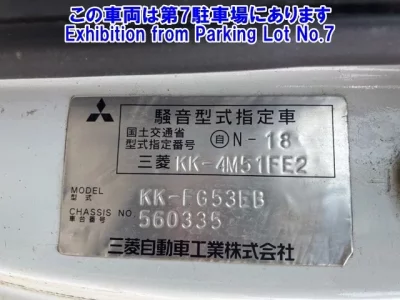 この車両は第7駐車場にあります
Exhibition from Parking Lot No.7
騒音型式指定車
国土交通省
型式指定番号 自 N-18
三菱 KK-4M51FE2
MODEL
型式 KK-FG53EB
CHASSIS NO.
車台番号 560335
三菱自動車工業株式会社